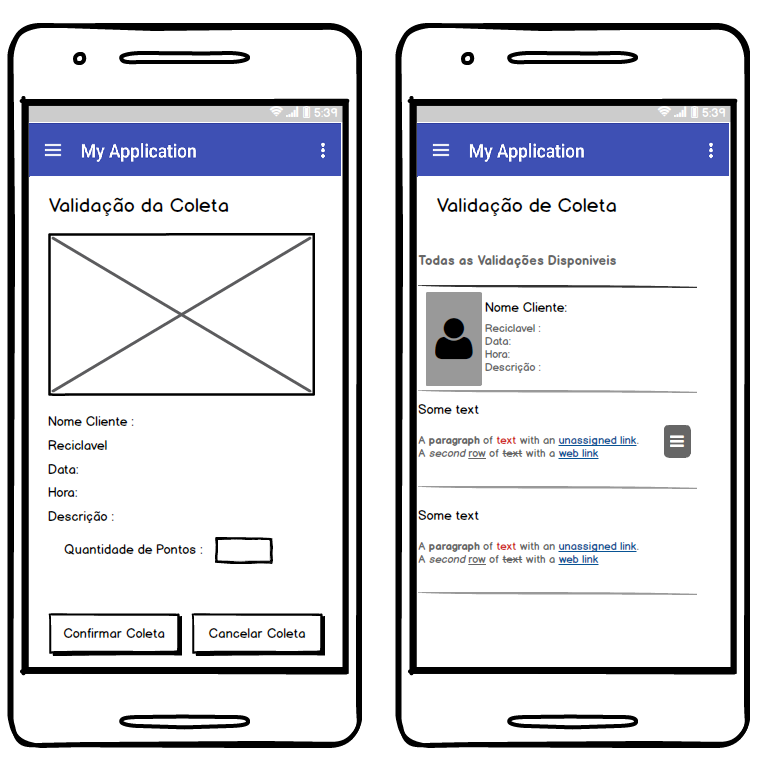 5:39
My Application
Validação da Coleta
Nome Cliente :
Reciclavel
Data:
Hora:
Descrição :
Quantidade de Pontos :
Confirmar Coleta
Cancelar Coleta
5:39
My Application
Validação de Coleta
Todas as Validações Disponiveis
Nome Cliente:
Reciclavel :
Data:
Hora:
Descrição :
Some text
A paragraph of text with an unassigned link.
A second row of text with a web link
Some text
A paragraph of text with an unassigned link.
A second row of text with a web link